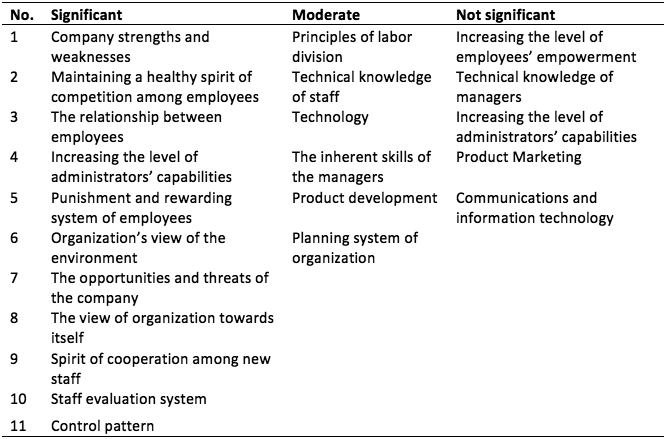 No. Significant Moderate Not significant
1 Company strengths and Principles of labor Increasing the level of
weaknesses division employees’ empowerment
2 Maintaining a healthy spirit of Technical knowledge Technical knowledge of
competition among employees of staff managers
3 The relationship between Technology Increasing the level of
employees administrators’ capabilities
4 Increasing the level of The inherent skills of Product Marketing
administrators’ capabilities the managers
5 Punishment and rewarding Product development Communications and
system of employees information technology
6 Organization’s view of the Planning system of
environment organization
7 The opportunities and threats of
the company
8 The view of organization towards
itself
9 Spirit of cooperation among new
staff
10 Staff evaluation system
11 Control pattern